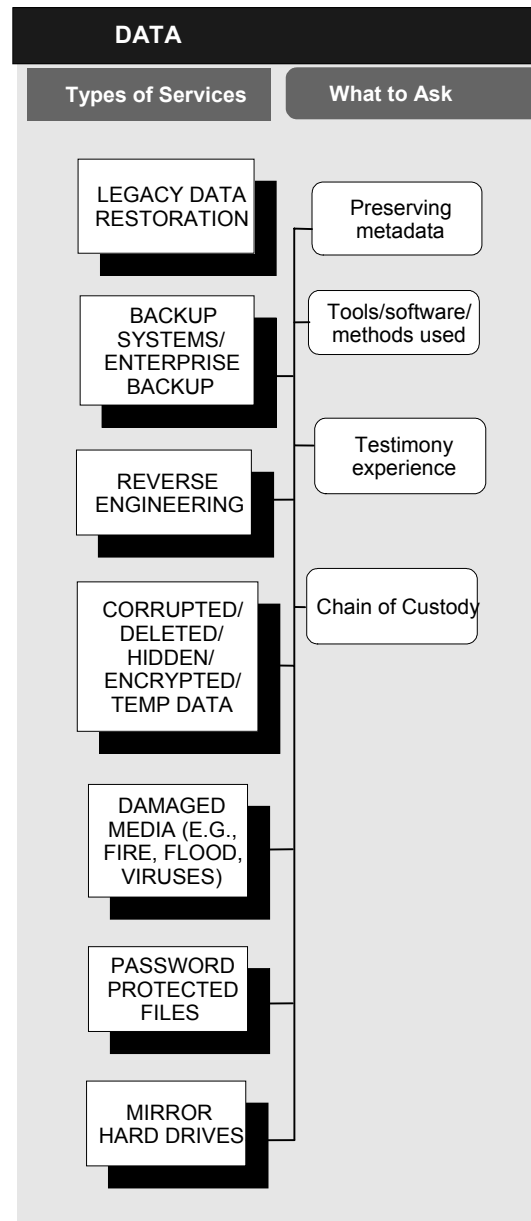 DATA
Types of Services
What to Ask
LEGACY DATA
RESTORATION
BACKUP
SYSTEMS/
ENTERPRISE
BACKUP
REVERSE
ENGINEERING
CORRUPTED/
DELETED/
HIDDEN/
ENCRYPTED/
TEMP DATA
DAMAGED
MEDIA (E.G.,
FIRE, FLOOD,
VIRUSES)
PASSWORD
PROTECTED
FILES
MIRROR
HARD DRIVES
Preserving
metadata
Tools/software/
methods used
Testimony
experience
Chain of Custody